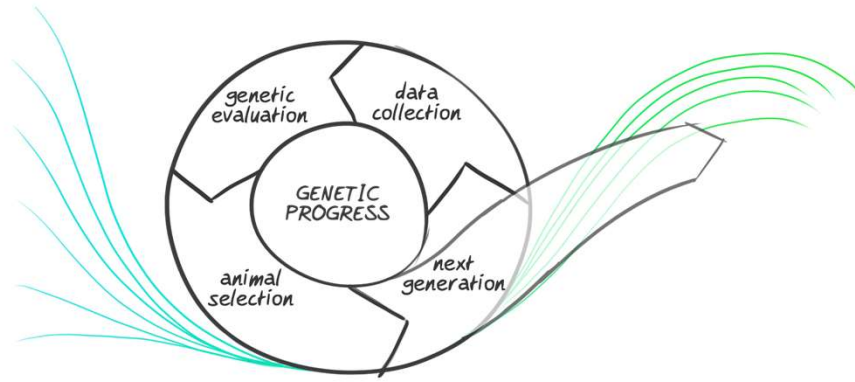 genetic
evaluation
data
collection
GENETIC
PROGRESS
animal
selection
next
generation